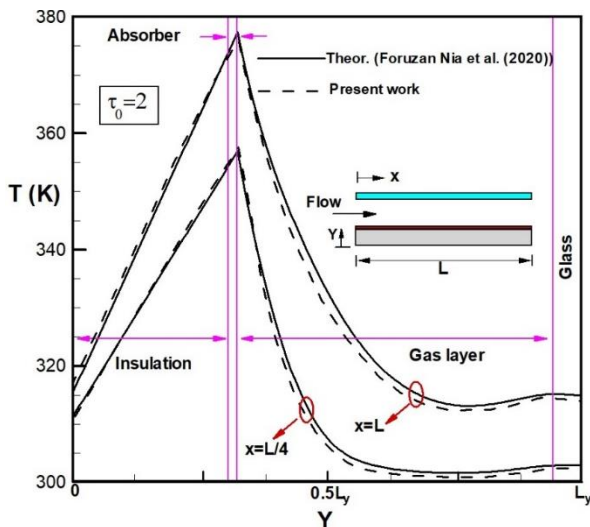 380
Absorber
Theor. (Foruzan Nia et al. (2020))
Present work
τ₀=2
360
T (K)
x
Flow
Y
L
340
Glass
320
Insulation
Gas layer
x=L
x=L/4
300
0
0.5Ly
Ly
Y